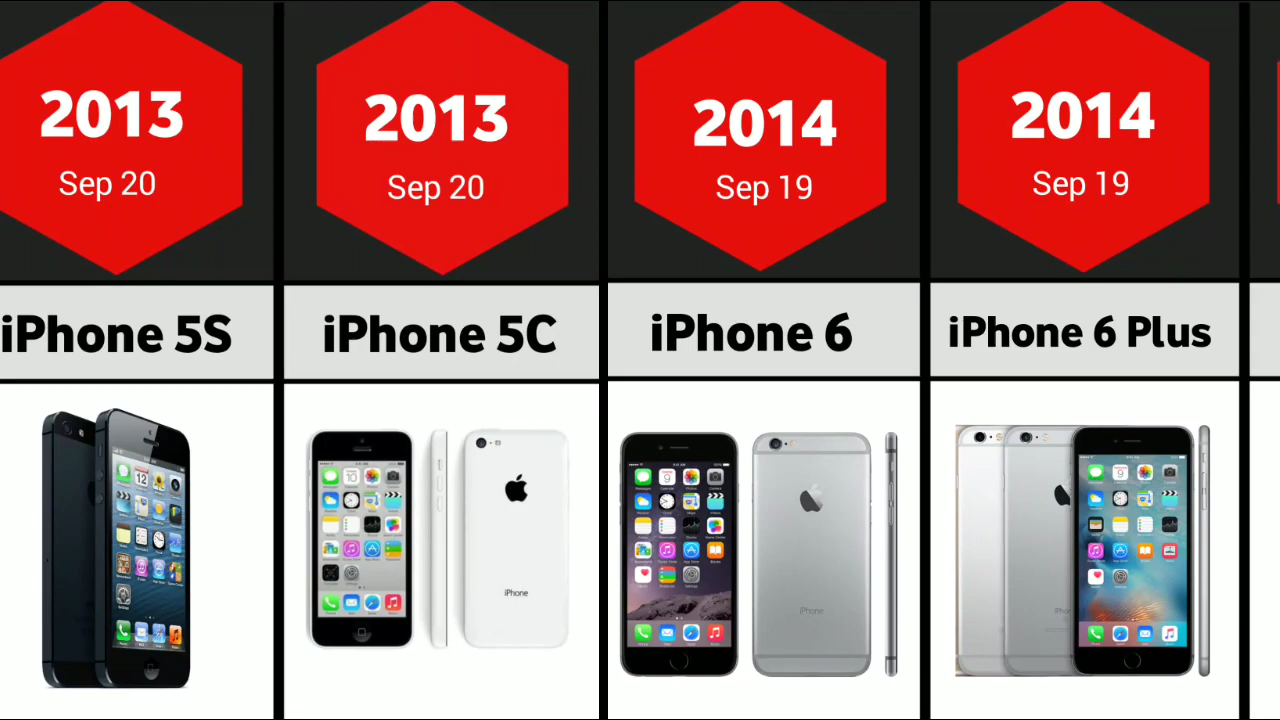 2013
Sep 20
iPhone 5S
2013
Sep 20
iPhone 5C
iPhone
2014
Sep 19
iPhone 6
iPhone
2014
Sep 19
iPhone 6 Plus